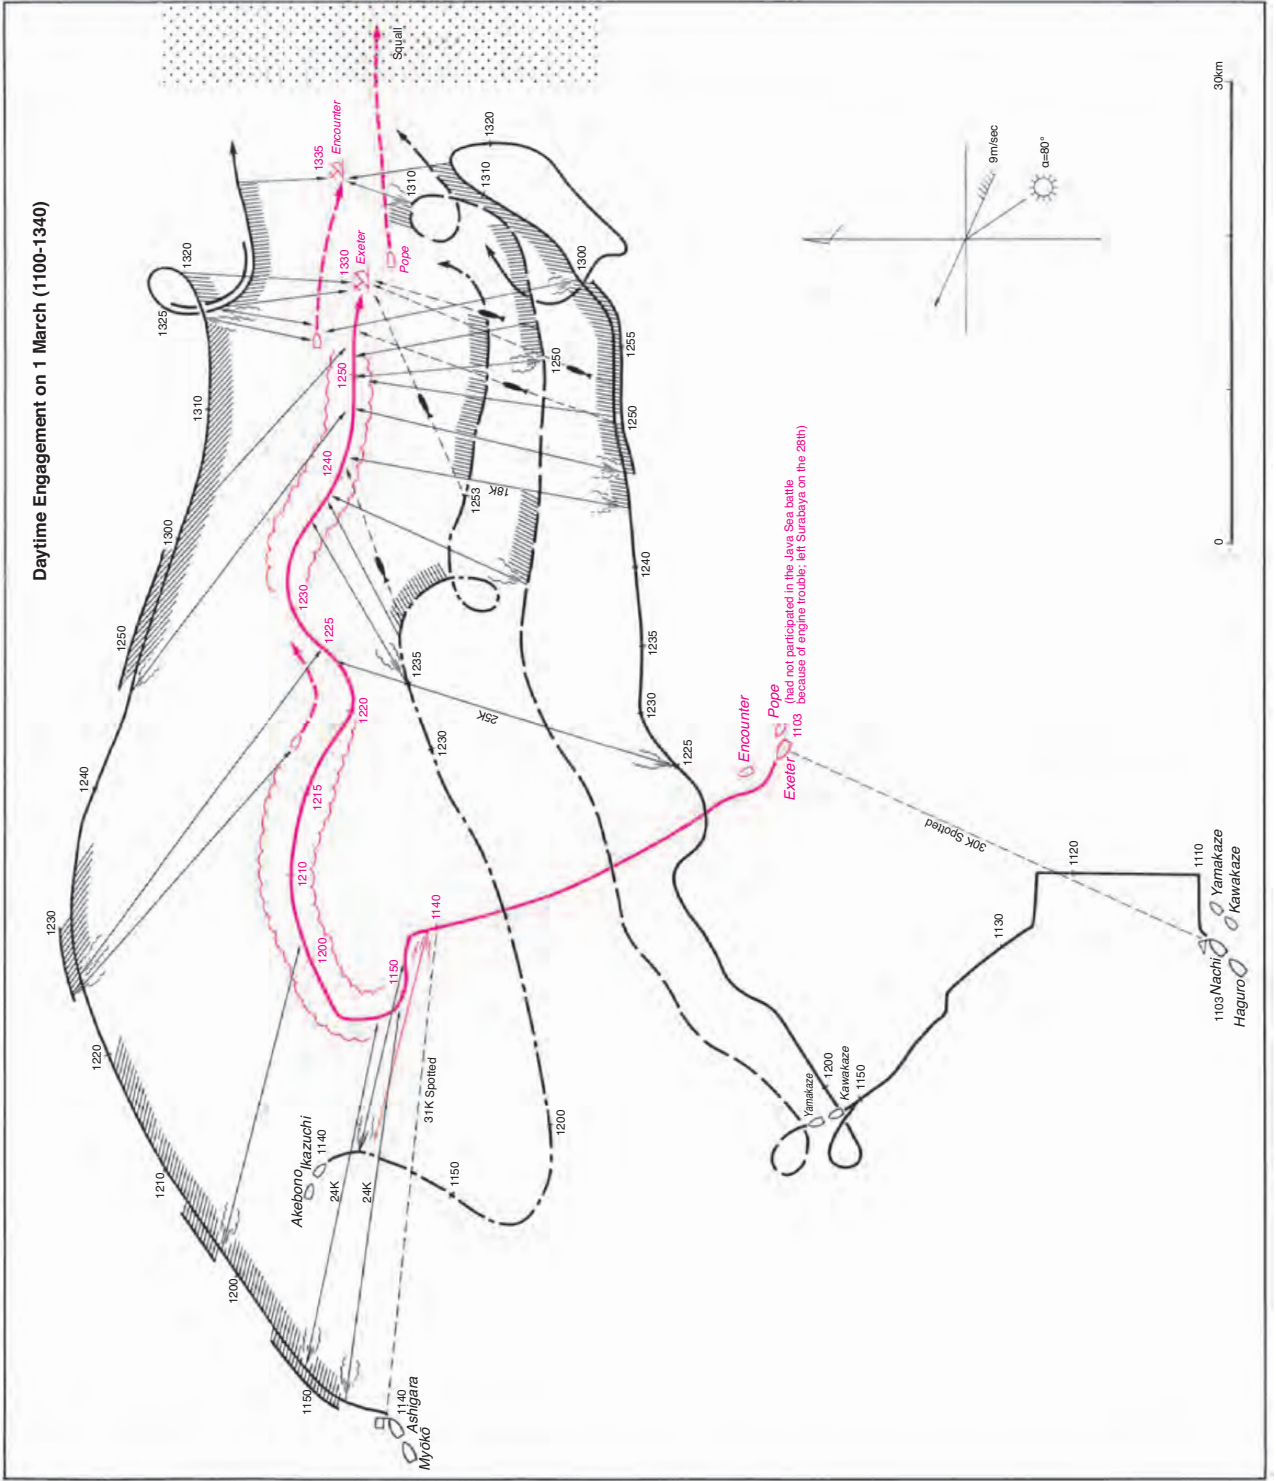 Daytime Engagement on 1 March (1100-1340)
Squall
1335
Encounter
1330
Exeter
Pope
1320
1325
1310
1300
1250
1240
1230
1220
1210
1200
1150
1140
Ashigara
Myōkō
Akebono
Ikazuchi
1140
24K
24K
31K Spotted
1150
1200
1230
1235
1253
1310
1140
1150
1200
1210
1215
1220
1225
1230
1240
1250
25K
18K
1250
1320
1310
1300
1255
1250
1240
1235
1230
1225
Yamakaze
1200
Kawakaze
1150
1130
1120
1110
1103
Nachi
Haguro
Yamakaze
Kawakaze
30K Spotted
Encounter
Exeter
1103
Pope
(had not participated in the Java Sea battle
because of engine trouble; left Surabaya on the 28th)
9m/sec
α=80°
0
30km